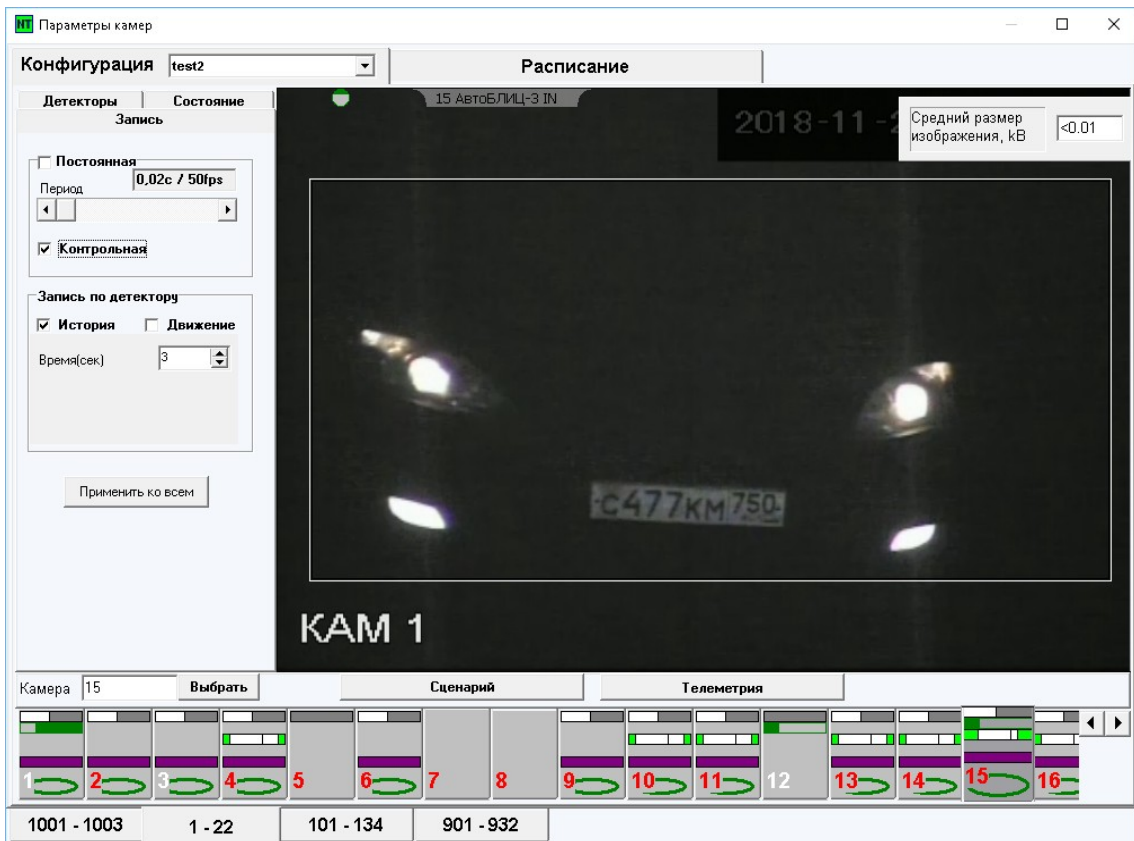 NT Параметры камер
Конфигурация test2
Расписание
Детекторы Состояние
Запись
Постоянная
Период 0,02с / 50fps
Контрольная
Запись по детектору
История Движение
Время(сек) 3
Применить ко всем
15 АвтоБЛИЦ-3 IN
2018-11-2
Средний размер
изображения, kB
<0.01
С477КМ 750
КАМ 1
Камера 15 Выбрать Сценарий Телеметрия
1 2 3 4 5 6 7 8 9 10 11 12 13 14 15 16
1001 - 1003 1 - 22 101 - 134 901 - 932